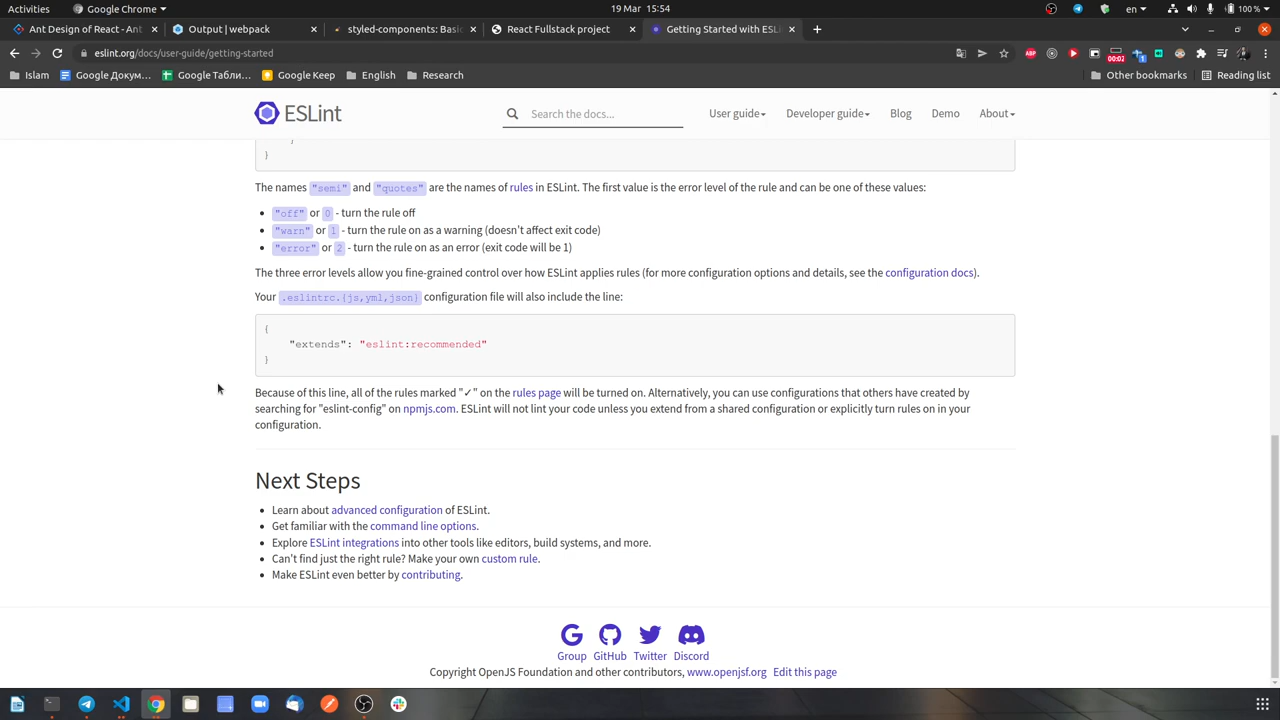 Activities Google Chrome 19 Mar 15:54 en 100 %
Ant Design of React - Ant Output | webpack styled-components: Basic React Fullstack project Getting Started with ESL
eslint.org/docs/user-guide/getting-started ABP 00:02 1
Islam Google Докум… Google Табли… Google Keep English Research Other bookmarks Reading list
ESLint Search the docs... User guide Developer guide Blog Demo About
}
}
The names "semi" and "quotes" are the names of rules in ESLint. The first value is the error level of the rule and can be one of these values:
• "off" or 0 - turn the rule off
• "warn" or 1 - turn the rule on as a warning (doesn't affect exit code)
• "error" or 2 - turn the rule on as an error (exit code will be 1)
The three error levels allow you fine-grained control over how ESLint applies rules (for more configuration options and details, see the configuration docs).
Your .eslintrc.{js,yml,json} configuration file will also include the line:
{
"extends": "eslint:recommended"
}
Because of this line, all of the rules marked "✓" on the rules page will be turned on. Alternatively, you can use configurations that others have created by
searching for "eslint-config" on npmjs.com. ESLint will not lint your code unless you extend from a shared configuration or explicitly turn rules on in your
configuration.
Next Steps
• Learn about advanced configuration of ESLint.
• Get familiar with the command line options.
• Explore ESLint integrations into other tools like editors, build systems, and more.
• Can't find just the right rule? Make your own custom rule.
• Make ESLint even better by contributing.
Group GitHub Twitter Discord
Copyright OpenJS Foundation and other contributors, www.openjsf.org Edit this page